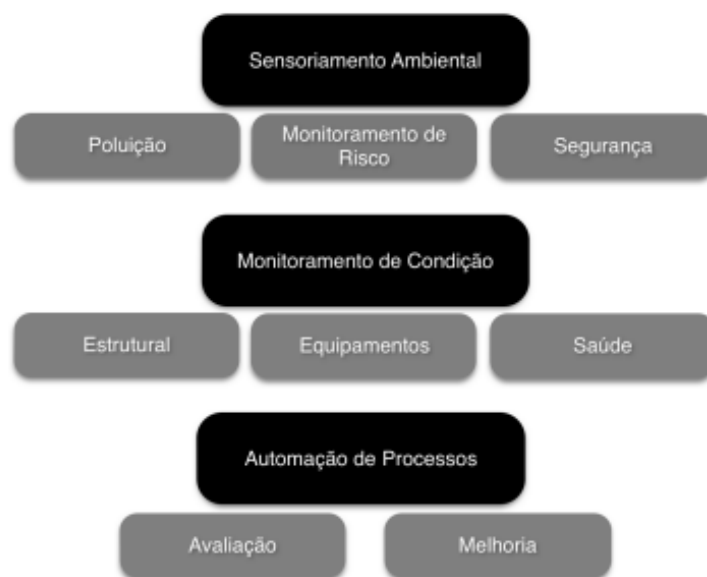 Sensoriamento Ambiental
Poluição
Monitoramento de
Risco
Segurança
Monitoramento de Condição
Estrutural
Equipamentos
Saúde
Automação de Processos
Avaliação
Melhoria